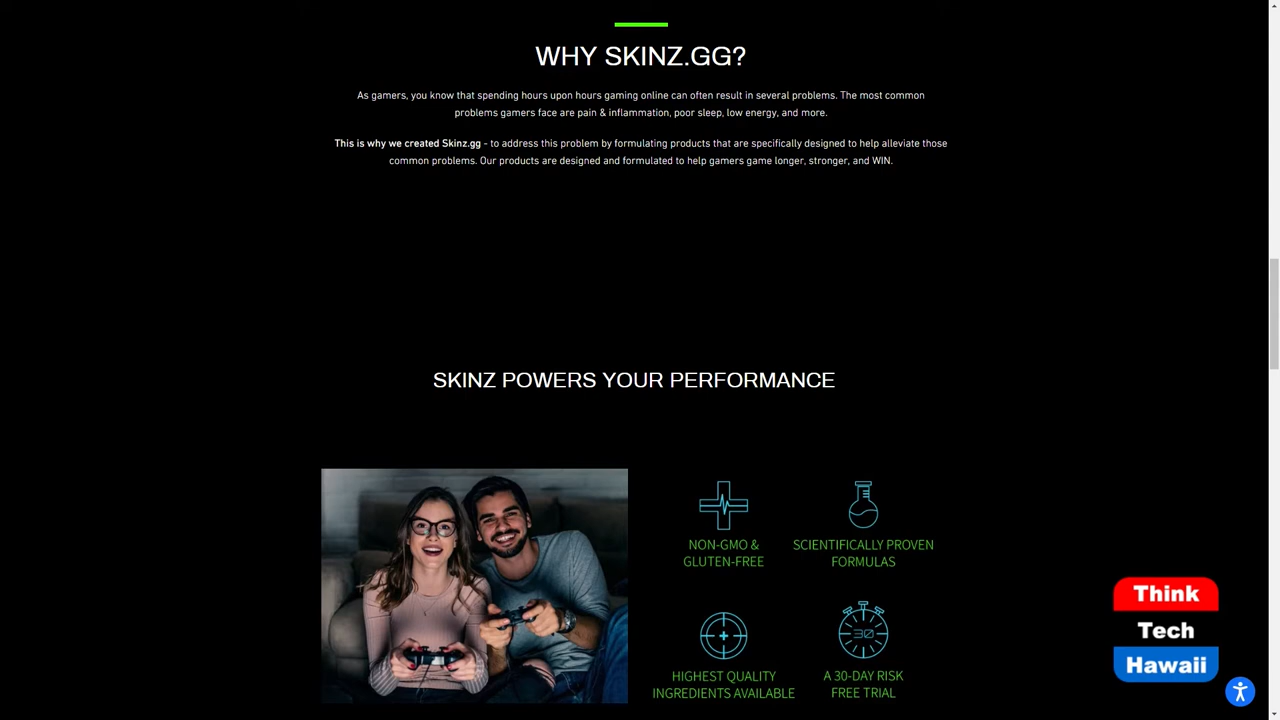 WHY SKINZ.GG?
As gamers, you know that spending hours upon hours gaming online can often result in several problems. The most common
problems gamers face are pain & inflammation, poor sleep, low energy, and more.
This is why we created Skinz.gg - to address this problem by formulating products that are specifically designed to help alleviate those
common problems. Our products are designed and formulated to help gamers game longer, stronger, and WIN.
SKINZ POWERS YOUR PERFORMANCE
NON-GMO &
GLUTEN-FREE
SCIENTIFICALLY PROVEN
FORMULAS
30
HIGHEST QUALITY
INGREDIENTS AVAILABLE
A 30-DAY RISK
FREE TRIAL
Think
Tech
Hawaii